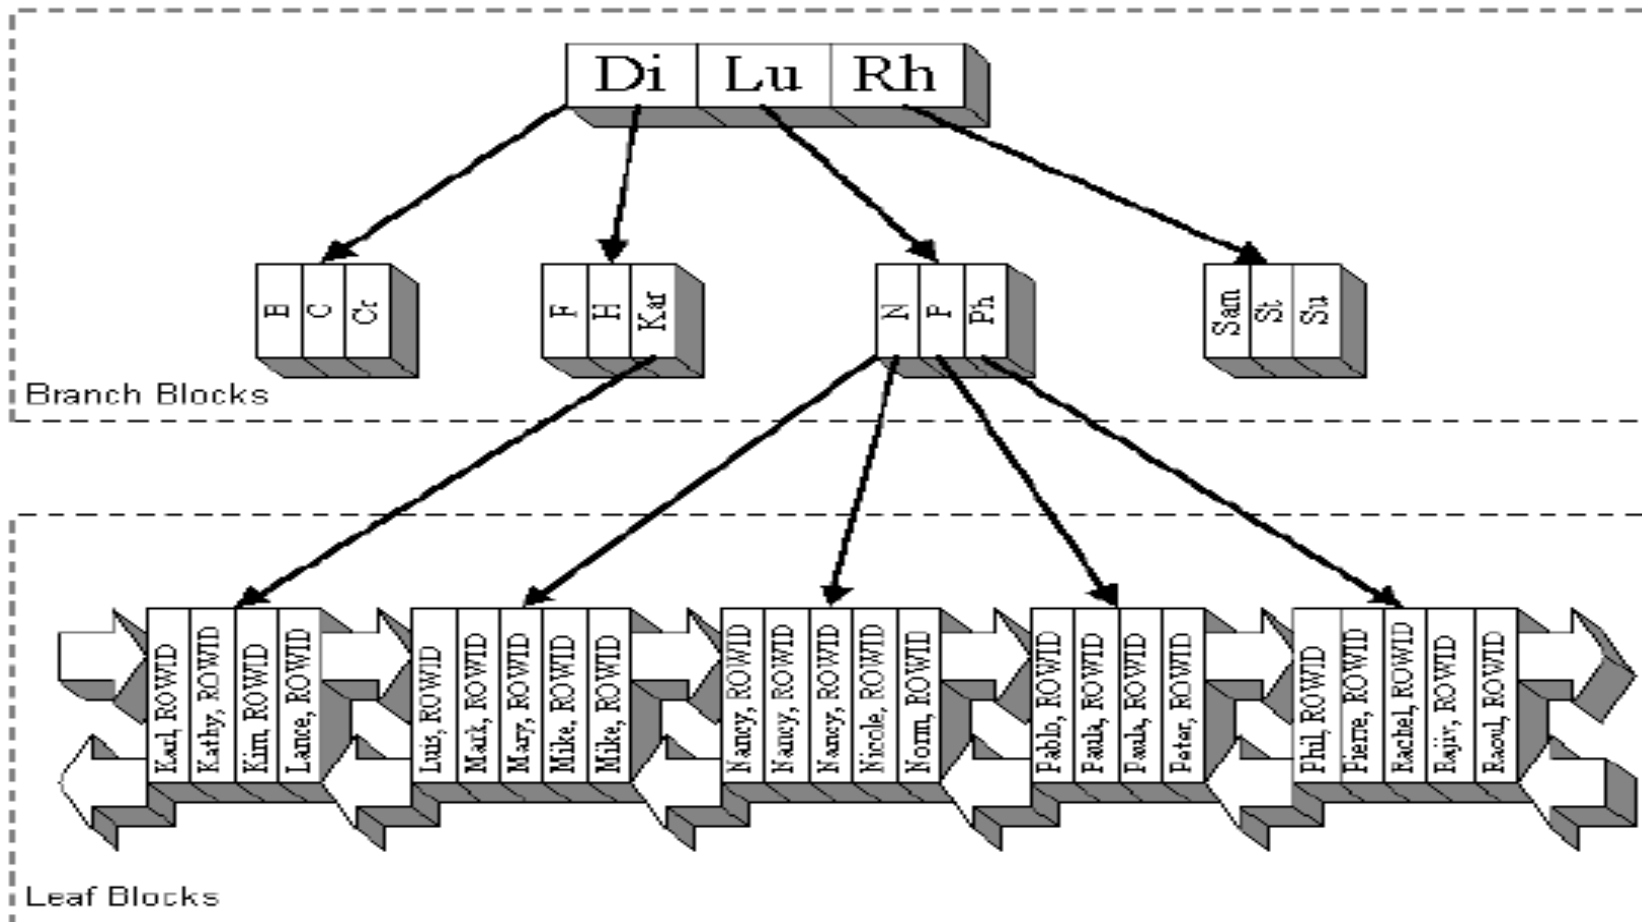 Di Lu Rh
B C Cr
F H Kar
N P Ph
Sam St Su
Branch Blocks
Karl, ROWID
Kathy, ROWID
Kim, ROWID
Lance, ROWID
Luis, ROWID
Mark, ROWID
Mary, ROWID
Mike, ROWID
Mike, ROWID
Nancy, ROWID
Nancy, ROWID
Nancy, ROWID
Nicole, ROWID
Norm, ROWID
Pablo, ROWID
Paula, ROWID
Paula, ROWID
Peter, ROWID
Phil, ROWID
Pierre, ROWID
Rachel, ROWID
Rajiv, ROWID
Raoul, ROWID
Leaf Blocks